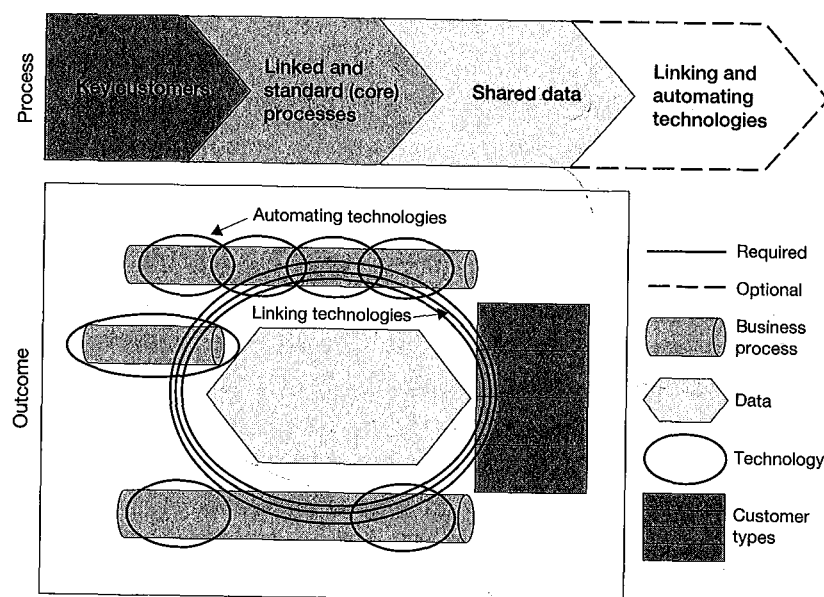 Process
Key customers
Linked and
standard (core)
processes
Shared data
Linking and
automating
technologies
Outcome
Automating technologies
Linking technologies
Required
Optional
Business
process
Data
Technology
Customer
types